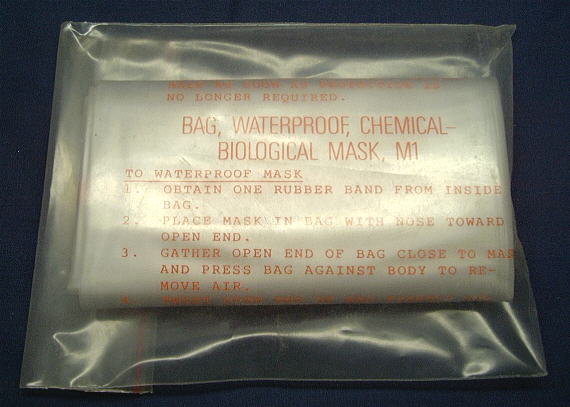 NO LONGER REQUIRED.
BAG, WATERPROOF, CHEMICAL-
BIOLOGICAL MASK, M1
TO WATERPROOF MASK
1. OBTAIN ONE RUBBER BAND FROM INSIDE
BAG.
2. PLACE MASK IN BAG WITH NOSE TOWARD
OPEN END.
3. GATHER OPEN END OF BAG CLOSE TO MAS
AND PRESS BAG AGAINST BODY TO RE-
MOVE AIR.
4.